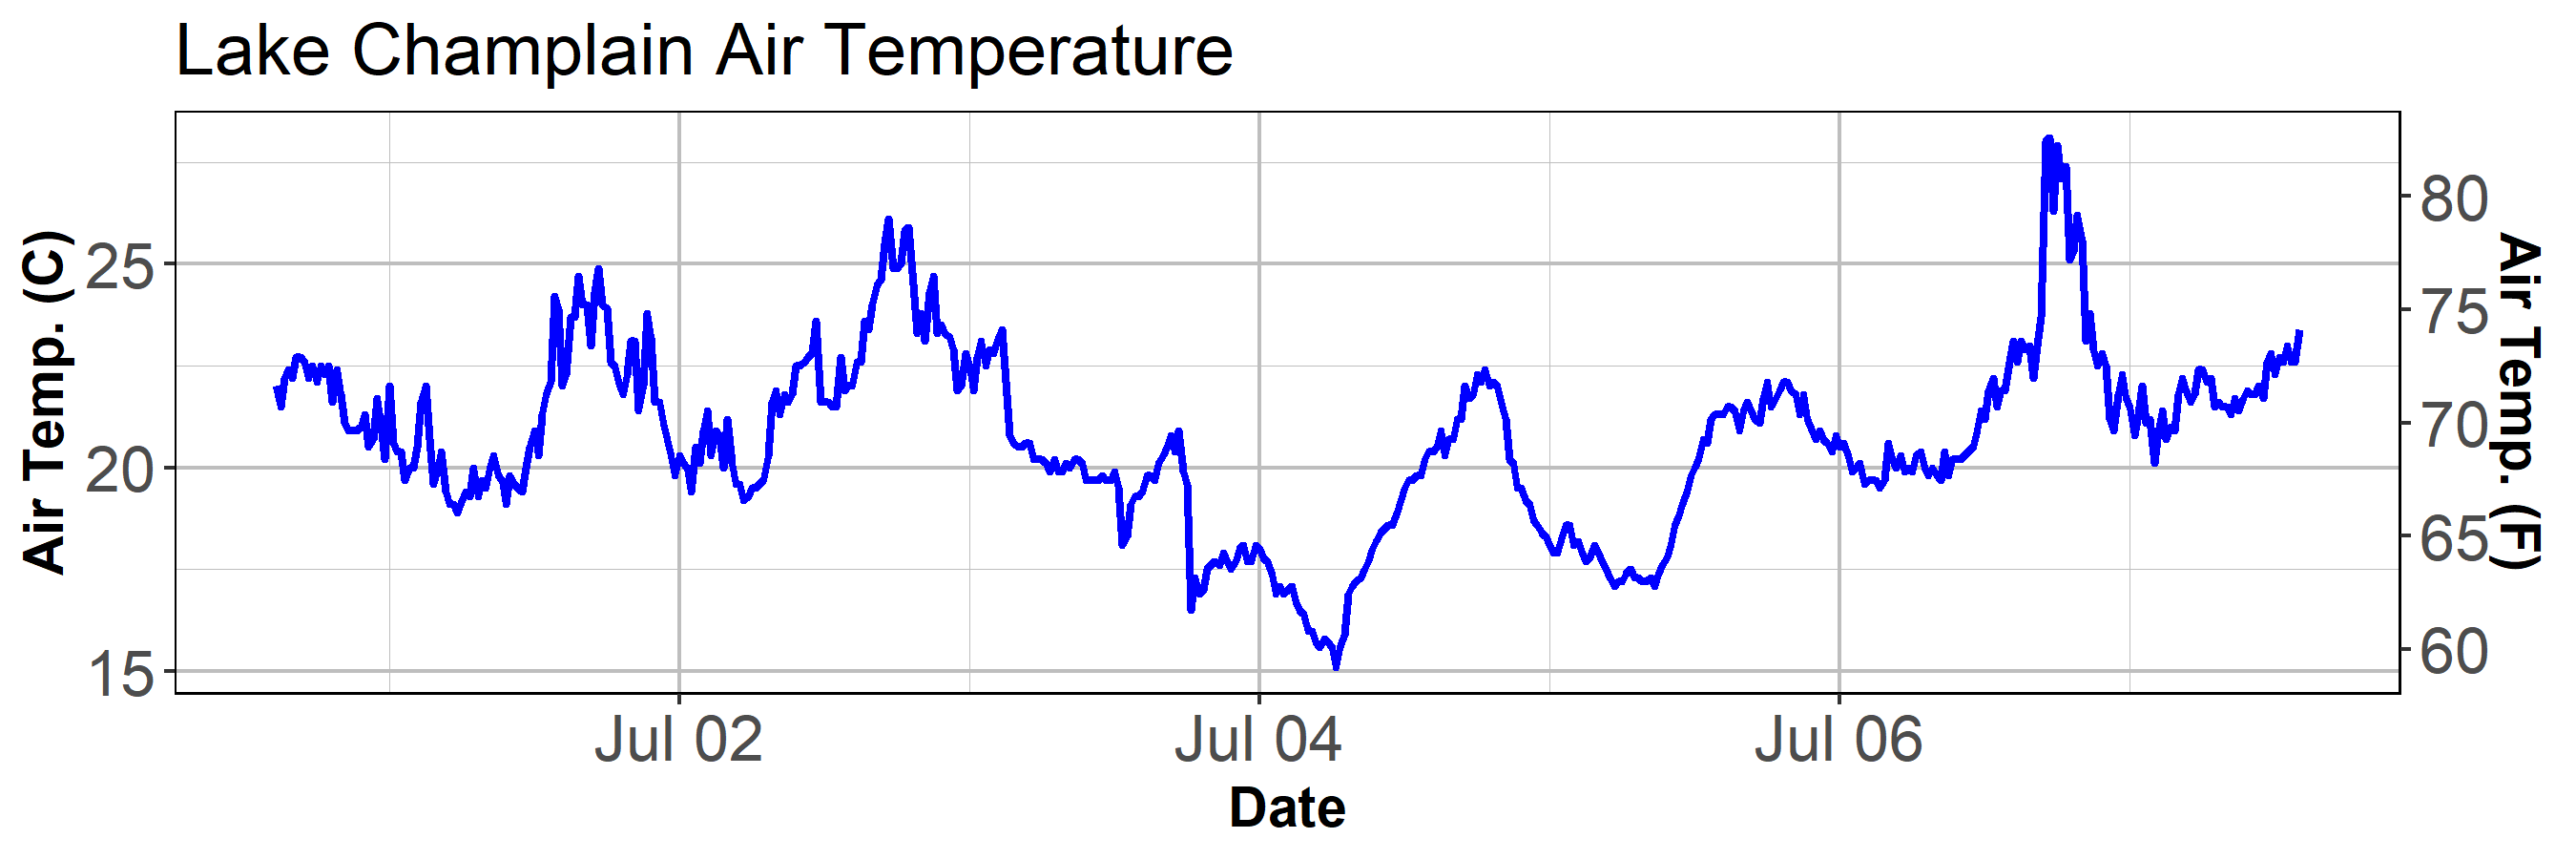 Lake Champlain Air Temperature
Air Temp. (C)
25
20
15
80
75
70
65
60
Air Temp. (F)
Jul 02
Jul 04
Jul 06
Date